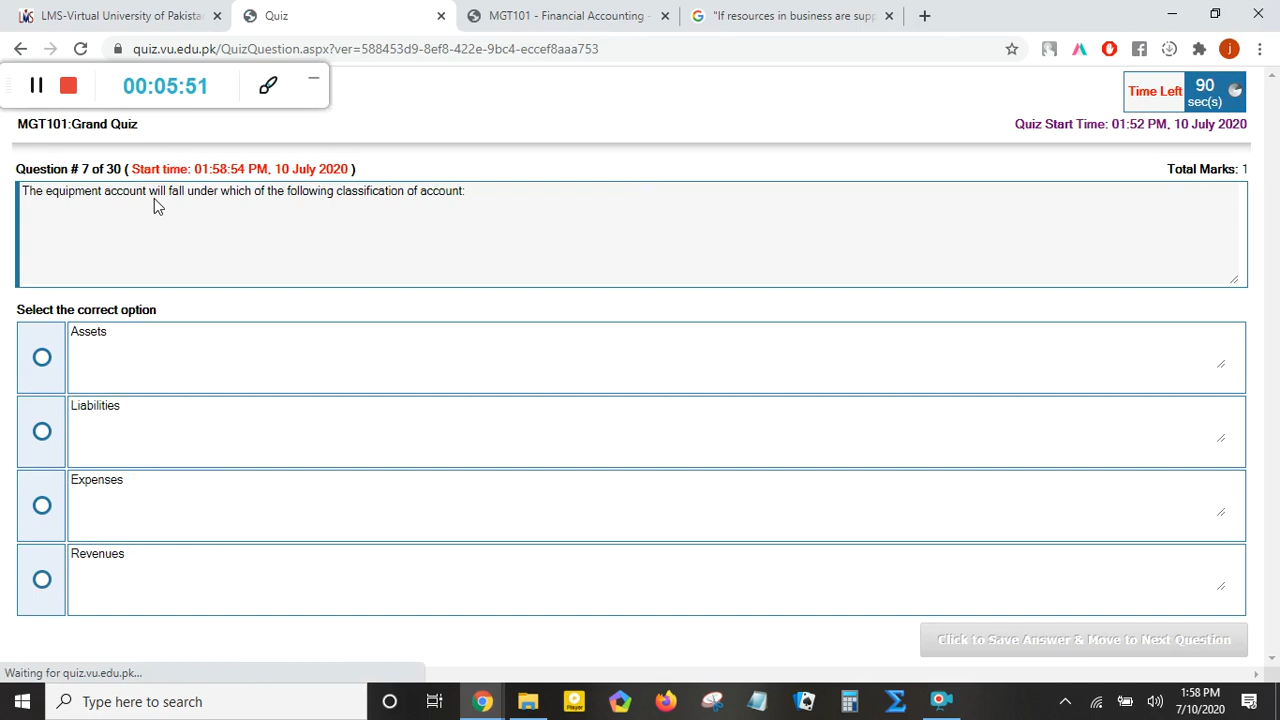 LMS-Virtual University of Pakistan
Quiz
MGT101 - Financial Accounting -
"If resources in business are supp
quiz.vu.edu.pk/QuizQuestion.aspx?ver=588453d9-8ef8-422e-9bc4-eccef8aaa753
j
00:05:51
Time Left
90
sec(s)
MGT101:Grand Quiz
Quiz Start Time: 01:52 PM, 10 July 2020
Question # 7 of 30 ( Start time: 01:58:54 PM, 10 July 2020 )
Total Marks: 1
The equipment account will fall under which of the following classification of account:
Select the correct option
Assets
Liabilities
Expenses
Revenues
Click to Save Answer & Move to Next Question
Waiting for quiz.vu.edu.pk...
Type here to search
1:58 PM
7/10/2020